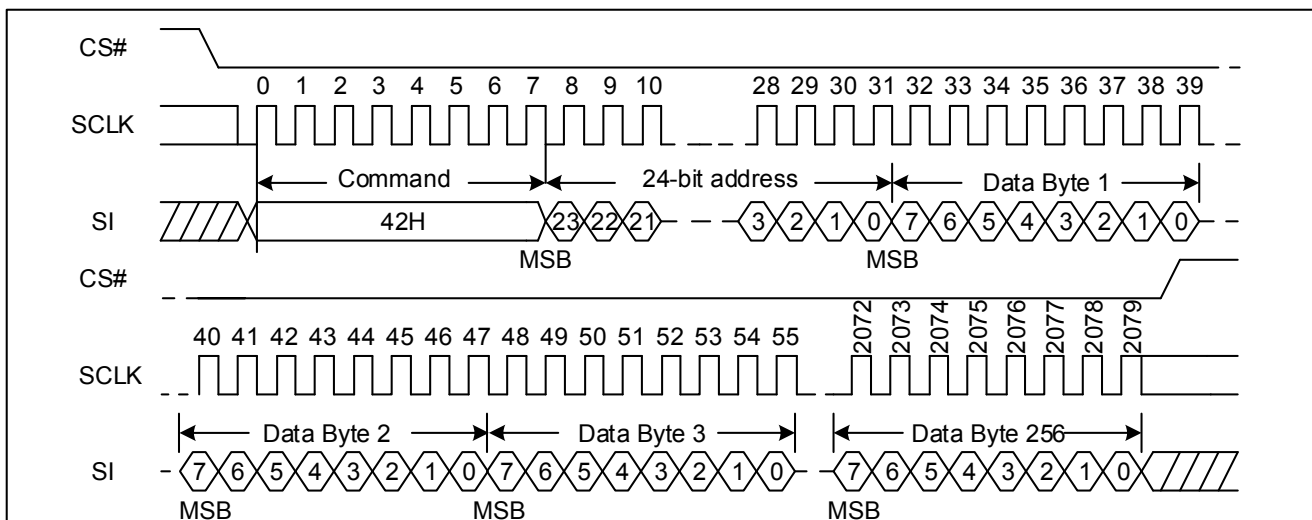 CS#
0 1 2 3 4 5 6 7 8 9 10 28 29 30 31 32 33 34 35 36 37 38 39
SCLK
Command 24-bit address Data Byte 1
SI 42H 23 22 21 3 2 1 0 7 6 5 4 3 2 1 0
MSB MSB
CS#
40 41 42 43 44 45 46 47 48 49 50 51 52 53 54 55 2072 2073 2074 2075 2076 2077 2078 2079
SCLK
Data Byte 2 Data Byte 3 Data Byte 256
SI 7 6 5 4 3 2 1 0 7 6 5 4 3 2 1 0 7 6 5 4 3 2 1 0
MSB MSB MSB